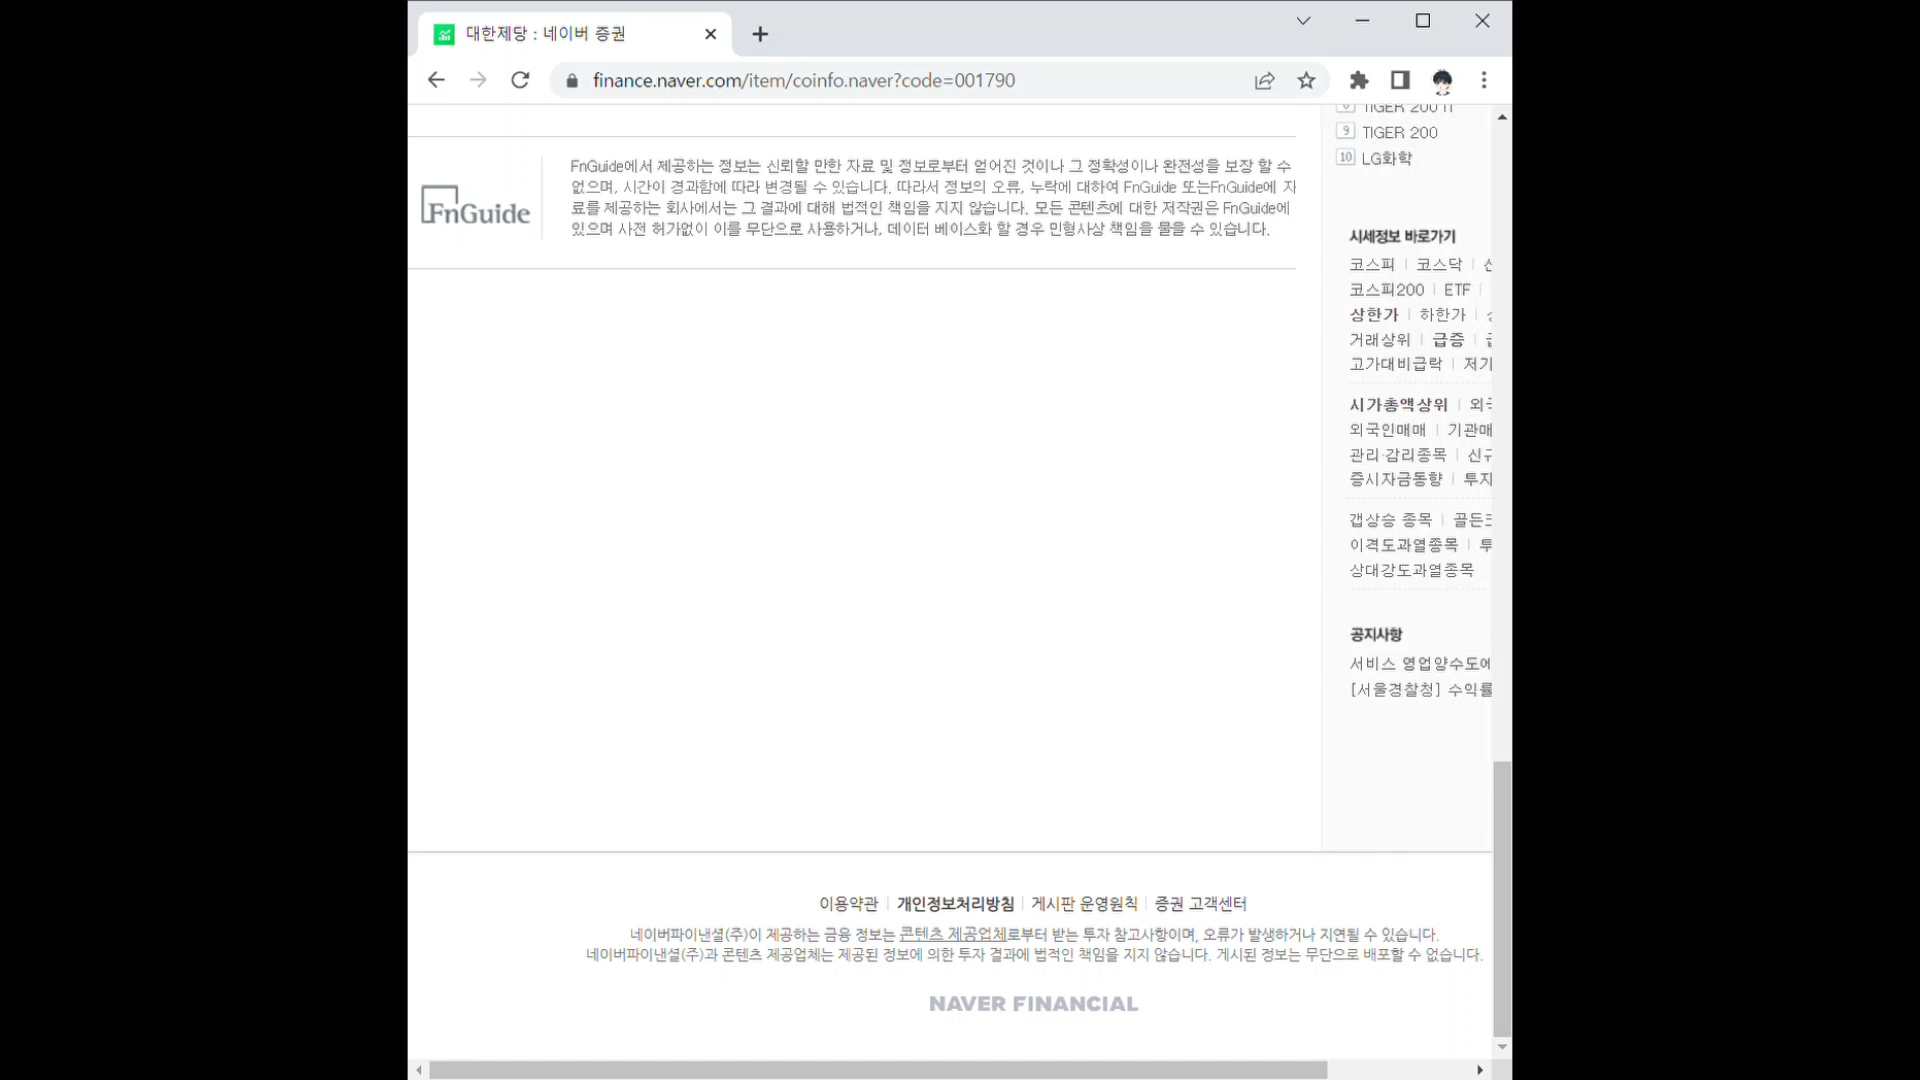 대한제당 : 네이버 증권
finance.naver.com/item/coinfo.naver?code=001790
TIGER 200 IT
9 TIGER 200
10 LG화학
FnGuide
FnGuide에서 제공하는 정보는 신뢰할 만한 자료 및 정보로부터 얻어진 것이나 그 정확성이나 완전성을 보장 할 수
없으며, 시간이 경과함에 따라 변경될 수 있습니다. 따라서 정보의 오류, 누락에 대하여 FnGuide 또는FnGuide에 자
료를 제공하는 회사에서는 그 결과에 대해 법적인 책임을 지지 않습니다. 모든 콘텐츠에 대한 저작권은 FnGuide에
있으며 사전 허가없이 이를 무단으로 사용하거나, 데이터 베이스화 할 경우 민형사상 책임을 물을 수 있습니다.
시세정보 바로가기
코스피 | 코스닥
코스피200 | ETF
상한가 | 하한가
거래상위 | 급증
고가대비급락
시가총액상위
외국인매매 | 기관매
관리·감리종목
증시자금동향 | 투자
갭상승 종목
이격도과열종목
상대강도과열종목
공지사항
서비스 영업양수도에
[서울경찰청] 수익률
이용약관 | 개인정보처리방침 | 게시판 운영원칙 | 증권 고객센터
네이버파이낸셜(주)이 제공하는 금융 정보는 콘텐츠 제공업체로부터 받는 투자 참고사항이며, 오류가 발생하거나 지연될 수 있습니다.
네이버파이낸셜(주)과 콘텐츠 제공업체는 제공된 정보에 의한 투자 결과에 법적인 책임을 지지 않습니다. 게시된 정보는 무단으로 배포할 수 없습니다.
NAVER FINANCIAL